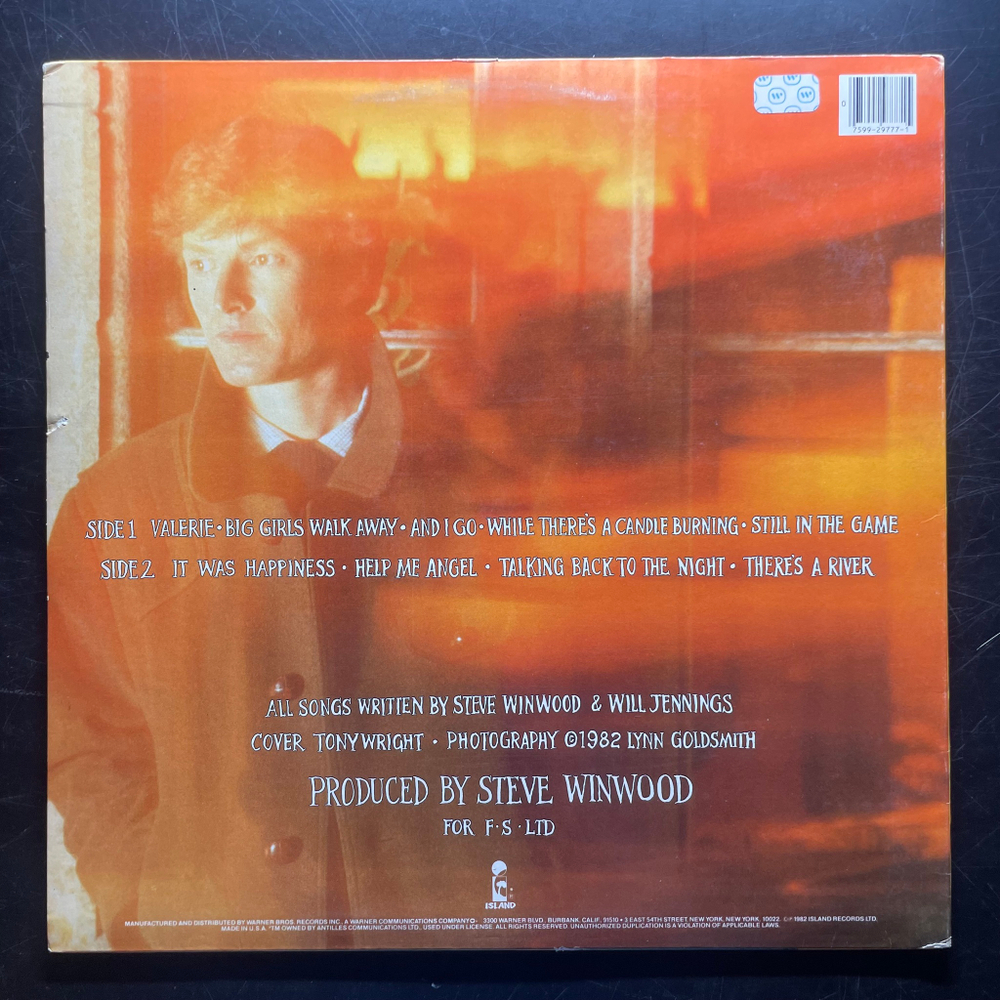 0
7599-29777-1
SIDE 1 VALERIE • BIG GIRLS WALK AWAY • AND I GO • WHILE THERE'S A CANDLE BURNING • STILL IN THE GAME
SIDE 2 IT WAS HAPPINESS • HELP ME ANGEL • TALKING BACK TO THE NIGHT • THERE'S A RIVER
ALL SONGS WRITTEN BY STEVE WINWOOD & WILL JENNINGS
COVER TONY WRIGHT • PHOTOGRAPHY ©1982 LYNN GOLDSMITH
PRODUCED BY STEVE WINWOOD
FOR F·S·LTD
ISLAND
MANUFACTURED AND DISTRIBUTED BY WARNER BROS. RECORDS INC., A WARNER COMMUNICATIONS COMPANY 3300 WARNER BLVD., BURBANK, CALIF. 91510 • 3 EAST 54TH STREET, NEW YORK, NEW YORK, 10022. ©℗ 1982 ISLAND RECORDS LTD.
MADE IN U.S.A. *TM OWNED BY ANTILLES COMMUNICATIONS LTD., USED UNDER LICENSE. ALL RIGHTS RESERVED. UNAUTHORIZED DUPLICATION IS A VIOLATION OF APPLICABLE LAWS.